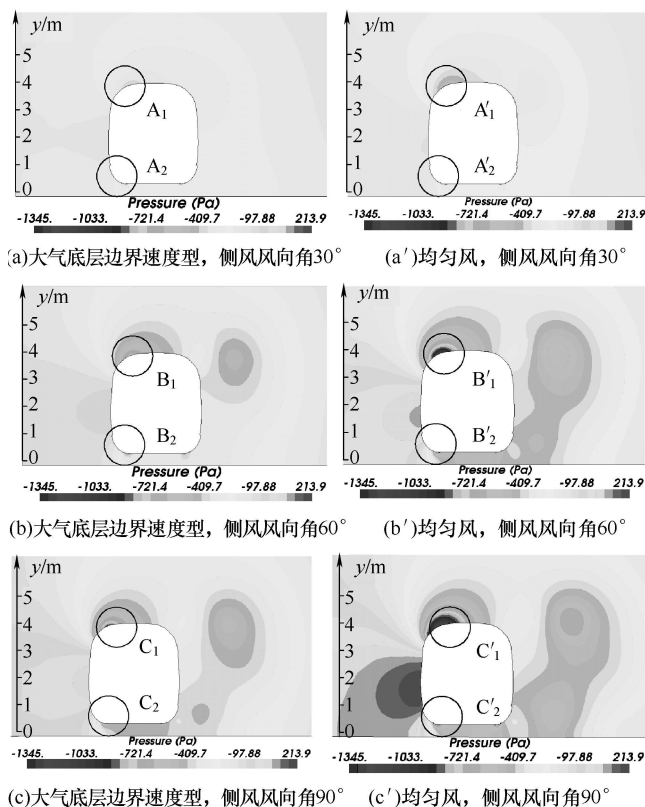 y/m
y/m
5
5
4
4
3
A₁
3
A′₁
2
2
1
A₂
1
A′₂
0
0
Pressure (Pa)
Pressure (Pa)
-1345. -1033. -721.4 -409.7 -97.88 213.9
-1345. -1033. -721.4 -409.7 -97.88 213.9
(a)大气底层边界速度型，侧风风向角30°
(a′)均匀风，侧风风向角30°
y/m
y/m
5
5
4
4
3
B₁
3
B′₁
2
2
1
B₂
1
B′₂
0
0
Pressure (Pa)
Pressure (Pa)
-1345. -1033. -721.4 -409.7 -97.88 213.9
-1345. -1033. -721.4 -409.7 -97.88 213.9
(b)大气底层边界速度型，侧风风向角60°
(b′)均匀风，侧风风向角60°
y/m
y/m
5
5
4
4
3
C₁
3
C′₁
2
2
1
C₂
1
C′₂
0
0
Pressure (Pa)
Pressure (Pa)
-1345. -1033. -721.4 -409.7 -97.88 213.9
-1345. -1033. -721.4 -409.7 -97.88 213.9
(c)大气底层边界速度型，侧风风向角90°
(c′)均匀风，侧风风向角90°